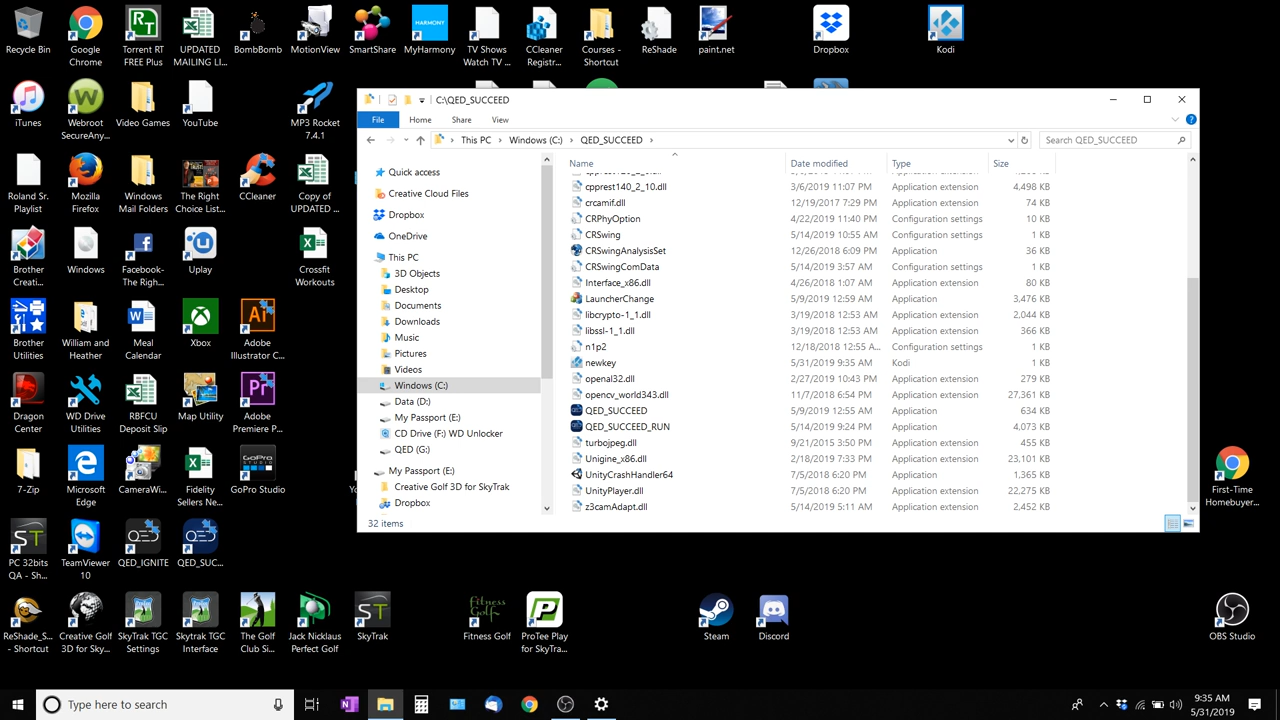 Recycle Bin
Google Chrome
Torrent RT FREE Plus
UPDATED MAILING LI...
BombBomb
MotionView
SmartShare
MyHarmony
TV Shows Watch TV ...
CCleaner Registr...
Courses - Shortcut
ReShade
paint.net
Dropbox
Kodi
iTunes
Webroot SecureAny...
Video Games
YouTube
MP3 Rocket 7.4.1
Roland Sr. Playlist
Mozilla Firefox
Windows Mail Folders
The Right Choice List...
CCleaner
Copy of UPDATED ...
Brother Creati...
Windows
Facebook- The Righ...
Uplay
Crossfit Workouts
Brother Utilities
William and Heather
Meal Calendar
Xbox
Adobe Illustrator C...
Dragon Center
WD Drive Utilities
RBFCU Deposit Slip
Map Utility
Adobe Premiere P...
7-Zip
Microsoft Edge
CameraWi...
Fidelity Sellers Ne...
GoPro Studio
PC 32bits QA - Sh...
TeamViewer 10
QED_IGNITE
QED_SUC...
ReShade_S... - Shortcut
Creative Golf 3D for Sky...
SkyTrak TGC Settings
Skytrak TGC Interface
The Golf Club Si...
Jack Nicklaus Perfect Golf
SkyTrak
Fitness Golf
ProTee Play for SkyTra...
Steam
Discord
First-Time Homebuyer...
OBS Studio
C:\QED_SUCCEED
File Home Share View
This PC > Windows (C:) > QED_SUCCEED >
Search QED_SUCCEED
Quick access
Creative Cloud Files
Dropbox
OneDrive
This PC
3D Objects
Desktop
Documents
Downloads
Music
Pictures
Videos
Windows (C:)
Data (D:)
My Passport (E:)
CD Drive (F:) WD Unlocker
QED (G:)
My Passport (E:)
Creative Golf 3D for SkyTrak
Dropbox
Name Date modified Type Size
cpprest140_2_10.dll 3/6/2019 11:07 PM Application extension 4,498 KB
crcamif.dll 12/19/2017 7:29 PM Application extension 74 KB
CRPhyOption 4/22/2019 11:40 PM Configuration settings 10 KB
CRSwing 5/14/2019 10:55 AM Configuration settings 1 KB
CRSwingAnalysisSet 12/26/2018 6:09 PM Application 36 KB
CRSwingComData 5/14/2019 3:57 AM Configuration settings 1 KB
Interface_x86.dll 4/26/2018 1:07 AM Application extension 80 KB
LauncherChange 5/9/2019 12:59 AM Application 3,476 KB
libcrypto-1_1.dll 3/19/2018 12:53 AM Application extension 2,044 KB
libssl-1_1.dll 3/19/2018 12:53 AM Application extension 366 KB
n1p2 12/18/2018 12:55 A... Configuration settings 1 KB
newkey 5/31/2019 9:35 AM Kodi 1 KB
openal32.dll 2/27/2019 10:43 PM Application extension 279 KB
opencv_world343.dll 11/7/2018 6:54 PM Application extension 27,361 KB
QED_SUCCEED 5/9/2019 12:55 AM Application 634 KB
QED_SUCCEED_RUN 5/14/2019 9:24 PM Application 4,073 KB
turbojpeg.dll 9/21/2015 3:50 PM Application extension 455 KB
Unigine_x86.dll 2/18/2019 7:33 PM Application extension 23,101 KB
UnityCrashHandler64 7/5/2018 6:20 PM Application 1,365 KB
UnityPlayer.dll 7/5/2018 6:20 PM Application extension 22,275 KB
z3camAdapt.dll 5/14/2019 5:11 AM Application extension 2,452 KB
32 items
Type here to search
9:35 AM
5/31/2019